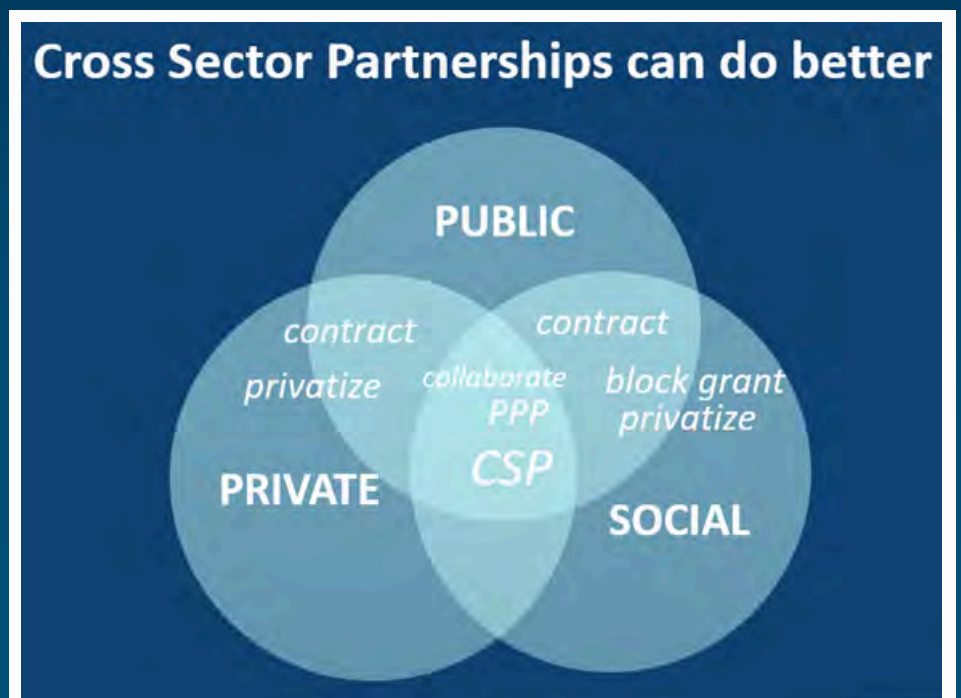 Cross Sector Partnerships can do better
PUBLIC
contract
contract
privatize
collaborate
block grant
PPP
privatize
CSP
PRIVATE
SOCIAL